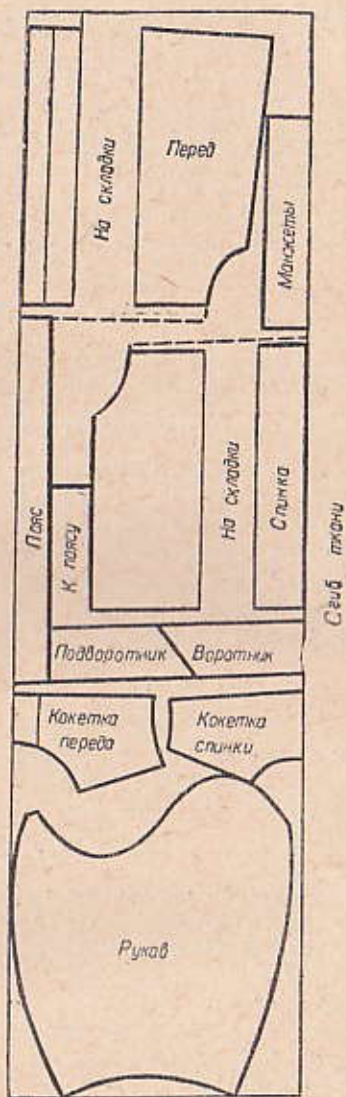 На складки
Перед
Манжеты
Пояс
К поясу
На складки
Спинка
Подворотник
Воротник
Сгиб ткани
Кокетка
переда
Кокетка
спинки
Рукав